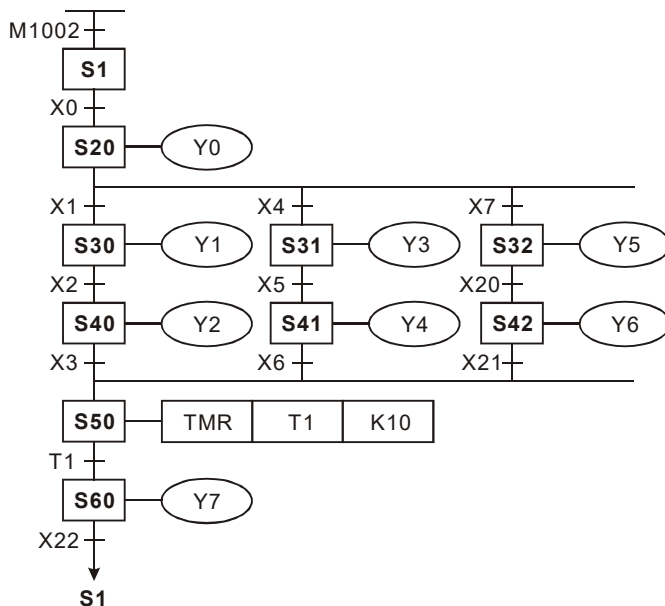 M1002
S1
X0
S20 Y0
X1 X4 X7
S30 Y1 S31 Y3 S32 Y5
X2 X5 X20
S40 Y2 S41 Y4 S42 Y6
X3 X6 X21
S50 TMR T1 K10
T1
S60 Y7
X22
S1